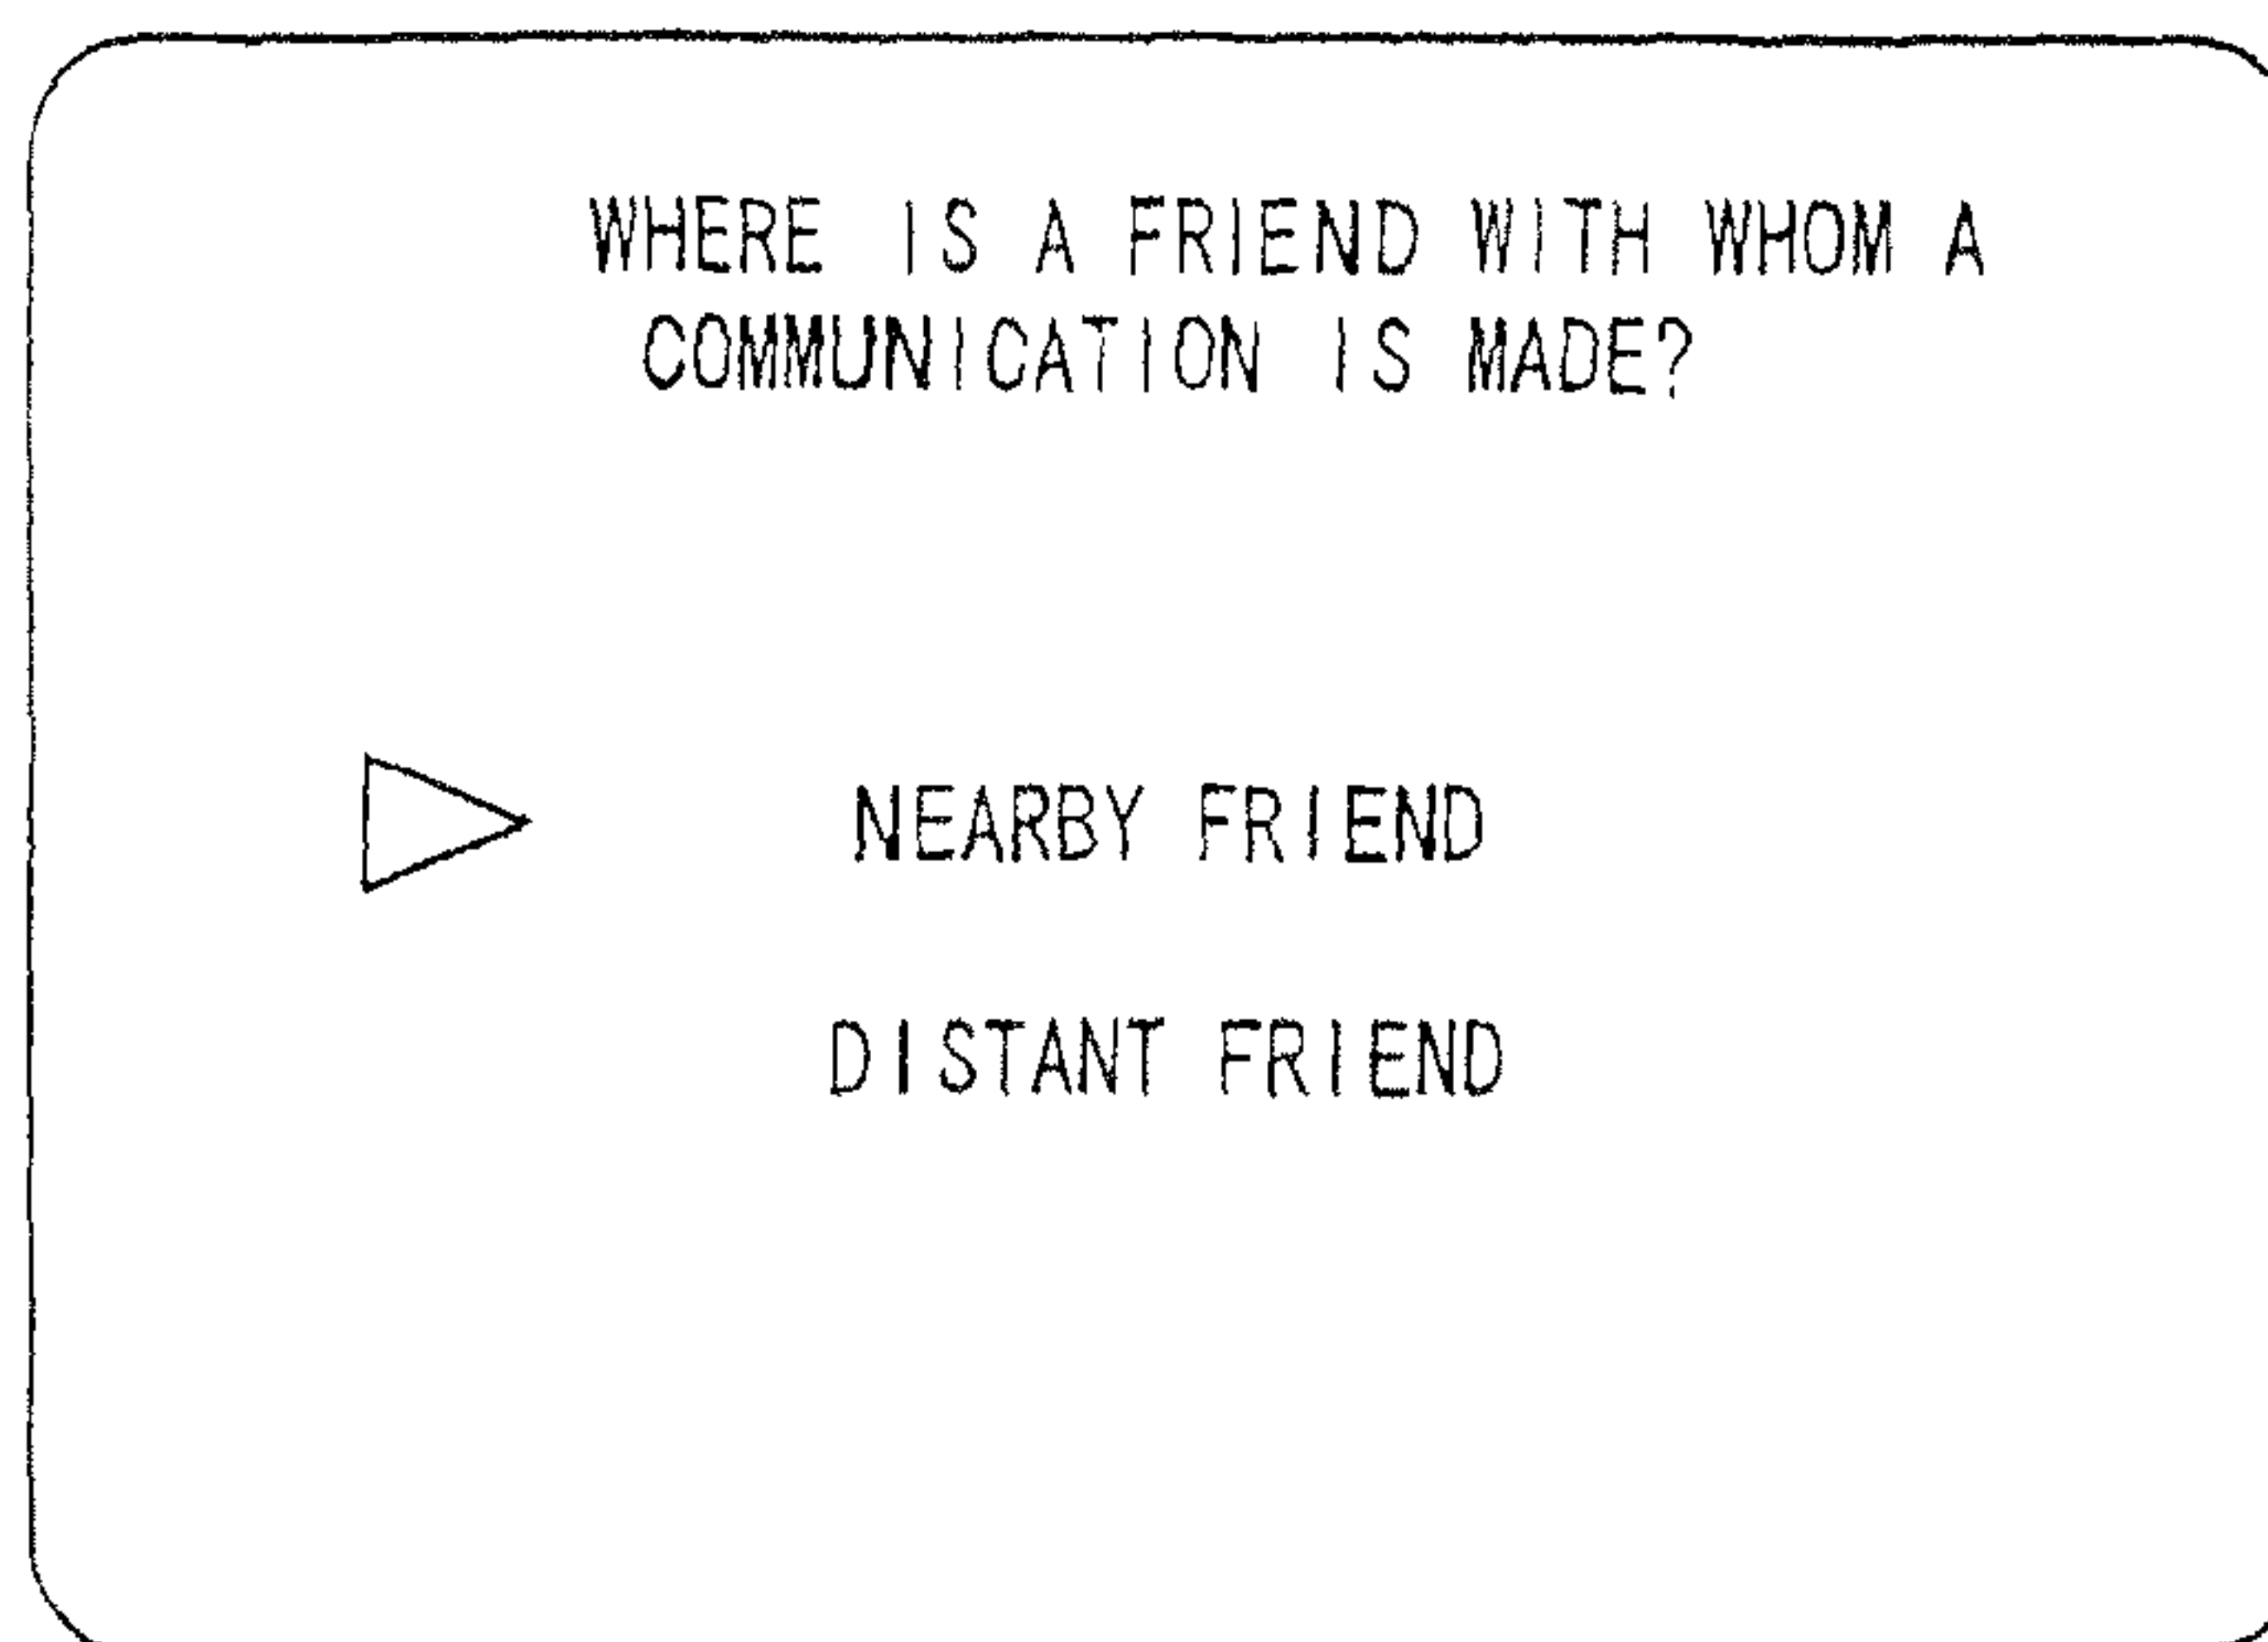 WHERE IS A FRIEND WITH WHOM A
COMMUNICATION IS MADE?
NEARBY FRIEND
DISTANT FRIEND